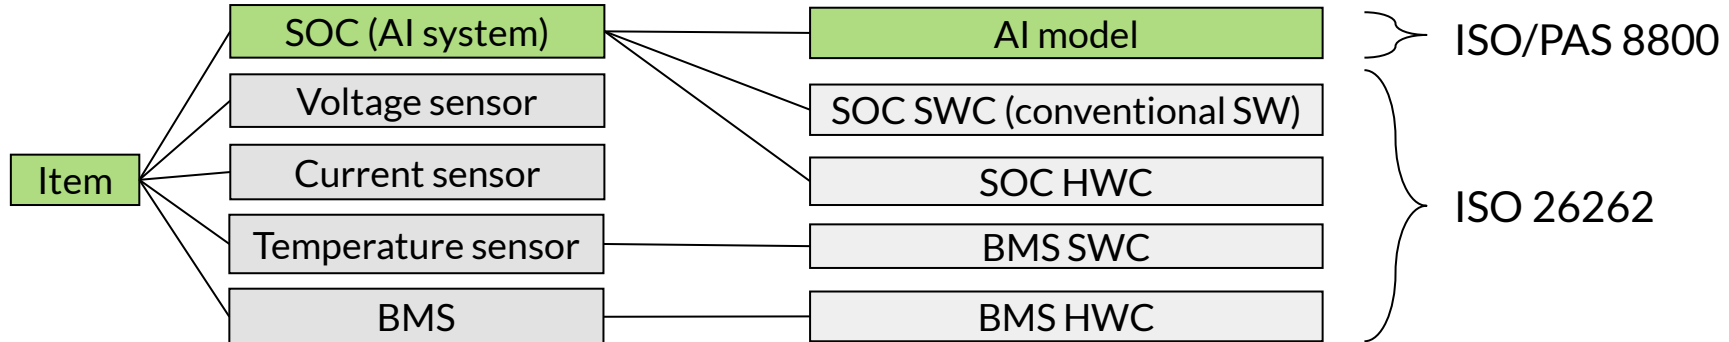 SOC (AI system)
AI model
ISO/PAS 8800
Voltage sensor
SOC SWC (conventional SW)
Item
Current sensor
SOC HWC
ISO 26262
Temperature sensor
BMS SWC
BMS
BMS HWC